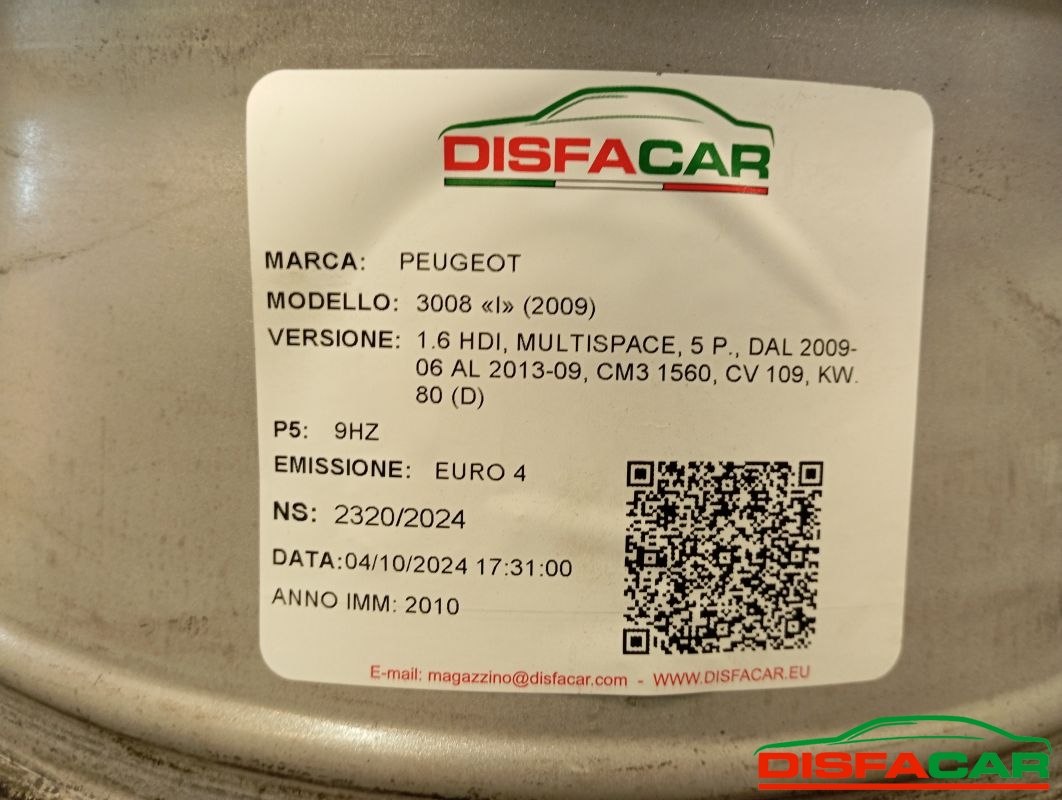 DISFACAR
MARCA: PEUGEOT
MODELLO: 3008 «I» (2009)
VERSIONE: 1.6 HDI, MULTISPACE, 5 P., DAL 2009-
06 AL 2013-09, CM3 1560, CV 109, KW.
80 (D)
P5: 9HZ
EMISSIONE: EURO 4
NS: 2320/2024
DATA:04/10/2024 17:31:00
ANNO IMM: 2010
E-mail: magazzino@disfacar.com - WWW.DISFACAR.EU
DISFACAR